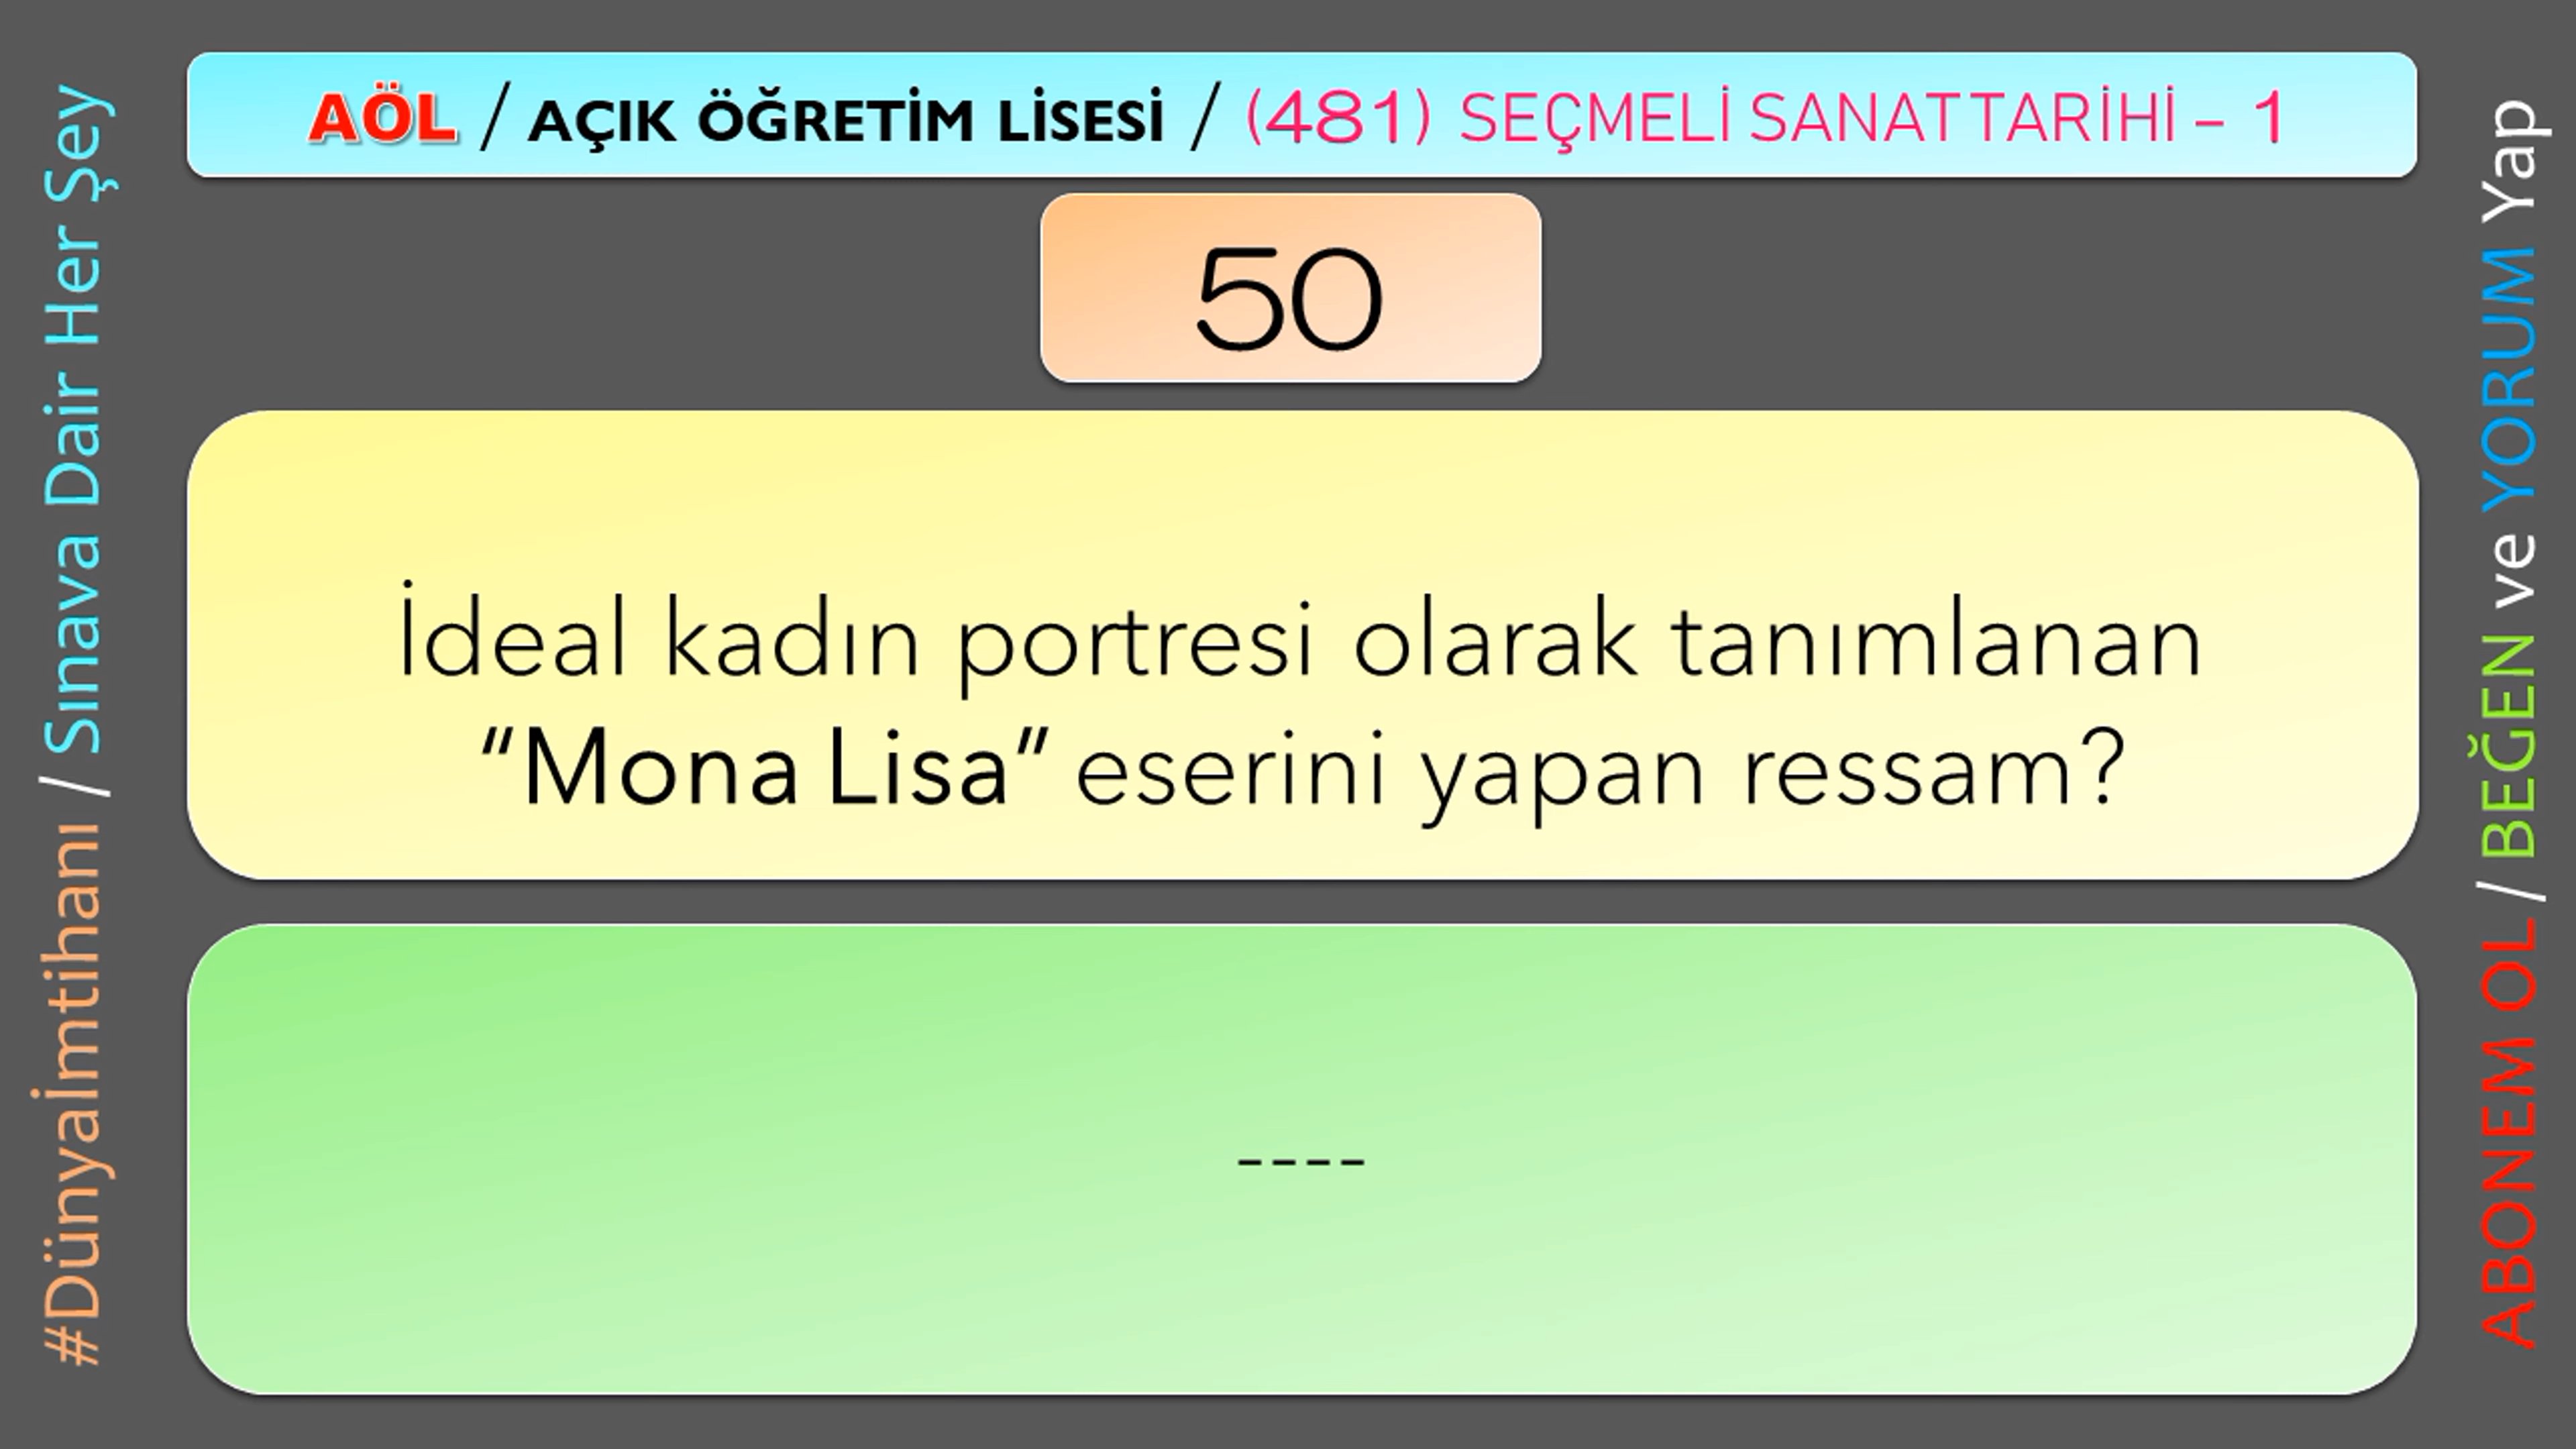 AÖL / AÇIK ÖĞRETİM LİSESİ / (481) SEÇMELİ SANAT TARİHİ – 1
50
İdeal kadın portresi olarak tanımlanan
“Mona Lisa” eserini yapan ressam?
----
#Dünyaİmtihanı / Sınava Dair Her Şey
ABONEM OL / BEĞEN ve YORUM Yap